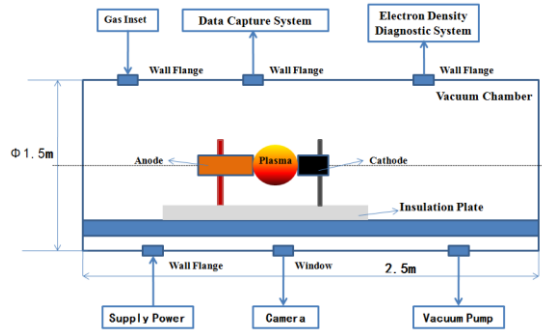 Gas Inset
Data Capture System
Electron Density
Diagnostic System
Wall Flange
Wall Flange
Wall Flange
Vacuum Chamber
Φ1.5m
Anode
Plasma
Cathode
Insulation Plate
Wall Flange
Window
2.5m
Supply Power
Camera
Vacuum Pump